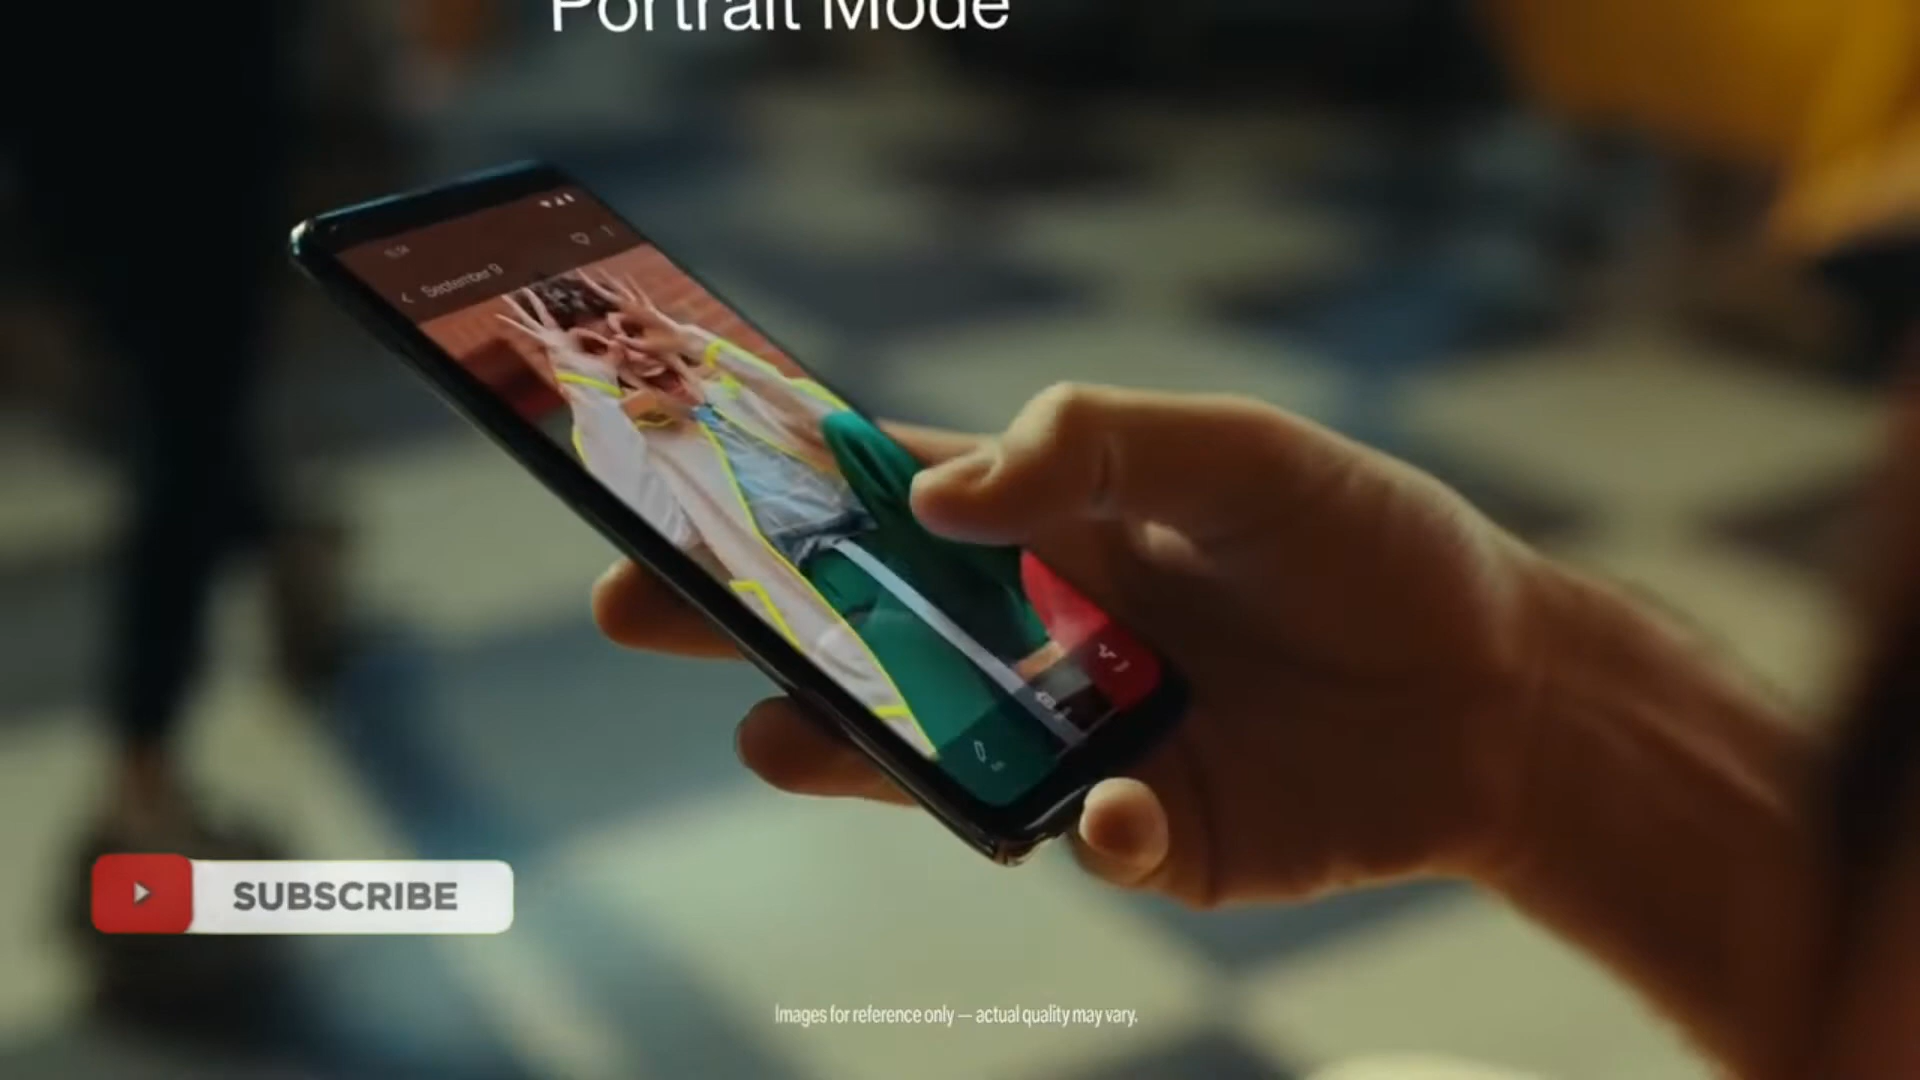 Portrait Mode
September 9
SUBSCRIBE
Images for reference only — actual quality may vary.